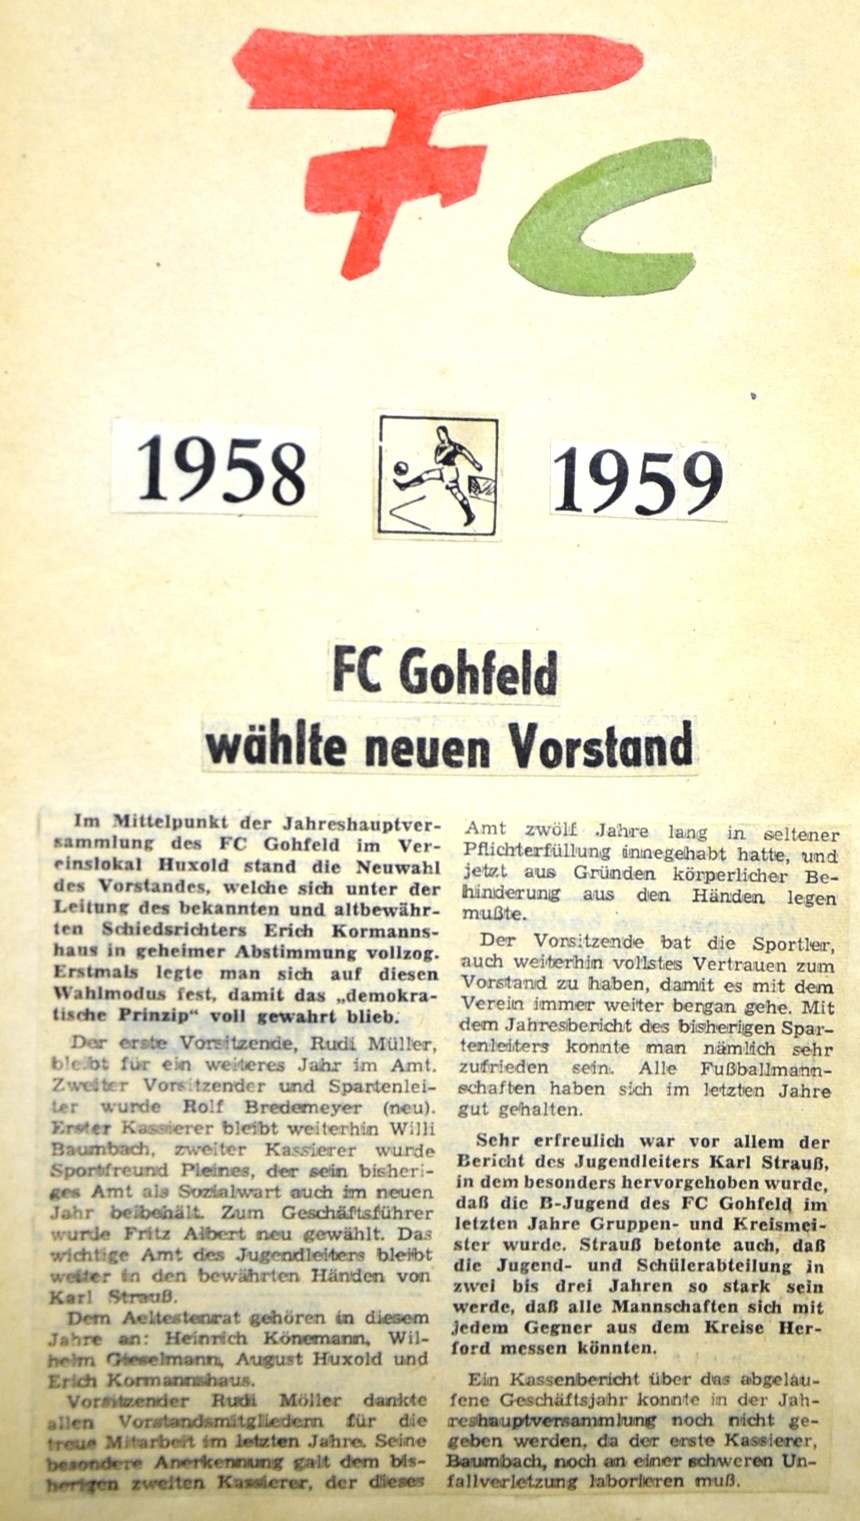 FC
1958 1959
FC Gohfeld
wählte neuen Vorstand
Im Mittelpunkt der Jahreshauptver-
sammlung des FC Gohfeld im Ver-
einslokal Huxold stand die Neuwahl
des Vorstandes, welche sich unter der
Leitung des bekannten und altbewähr-
ten Schiedsrichters Erich Kormanns-
haus in geheimer Abstimmung vollzog.
Erstmals legte man sich auf diesen
Wahlmodus fest, damit das „demokra-
tische Prinzip“ voll gewahrt blieb.
Der erste Vorsitzende, Rudi Müller,
bleibt für ein weiteres Jahr im Amt.
Zweiter Vorsitzender und Spartenlei-
ter wurde Rolf Bredemeyer (neu).
Erster Kassierer bleibt weiterhin Willi
Baumbach, zweiter Kassierer wurde
Sportfreund Pleines, der sein bisheri-
ges Amt als Sozialwart auch im neuen
Jahr beibehält. Zum Geschäftsführer
wurde Fritz Albert neu gewählt. Das
wichtige Amt des Jugendleiters bleibt
weiter in den bewährten Händen von
Karl Strauß.
Dem Aeltestenrat gehören in diesem
Jahre an: Heinrich Könemann, Wil-
helm Gieselmann, August Huxold und
Erich Kormannshaus.
Vorsitzender Rudi Möller dankte
allen Vorstandsmitgliedern für die
treue Mitarbeit im letzten Jahre. Seine
besondere Anerkennung galt dem bis-
herigen zweiten Kassierer, der dieses
Amt zwölf Jahre lang in seltener
Pflichterfüllung innegehabt hatte, und
jetzt aus Gründen körperlicher Be-
hinderung aus den Händen legen
mußte.
Der Vorsitzende bat die Sportler,
auch weiterhin vollstes Vertrauen zum
Vorstand zu haben, damit es mit dem
Verein immer weiter bergan gehe. Mit
dem Jahresbericht des bisherigen Spar-
tenleiters konnte man nämlich sehr
zufrieden sein. Alle Fußballmann-
schaften haben sich im letzten Jahre
gut gehalten.
Sehr erfreulich war vor allem der
Bericht des Jugendleiters Karl Strauß,
in dem besonders hervorgehoben wurde,
daß die B-Jugend des FC Gohfeld im
letzten Jahre Gruppen- und Kreismei-
ster wurde. Strauß betonte auch, daß
die Jugend- und Schülerabteilung in
zwei bis drei Jahren so stark sein
werde, daß alle Mannschaften sich mit
jedem Gegner aus dem Kreise Her-
ford messen könnten.
Ein Kassenbericht über das abgelau-
fene Geschäftsjahr konnte in der Jah-
reshauptversammlung noch nicht ge-
geben werden, da der erste Kassierer,
Baumbach, noch an einer schweren Un-
fallverletzung laborieren muß.